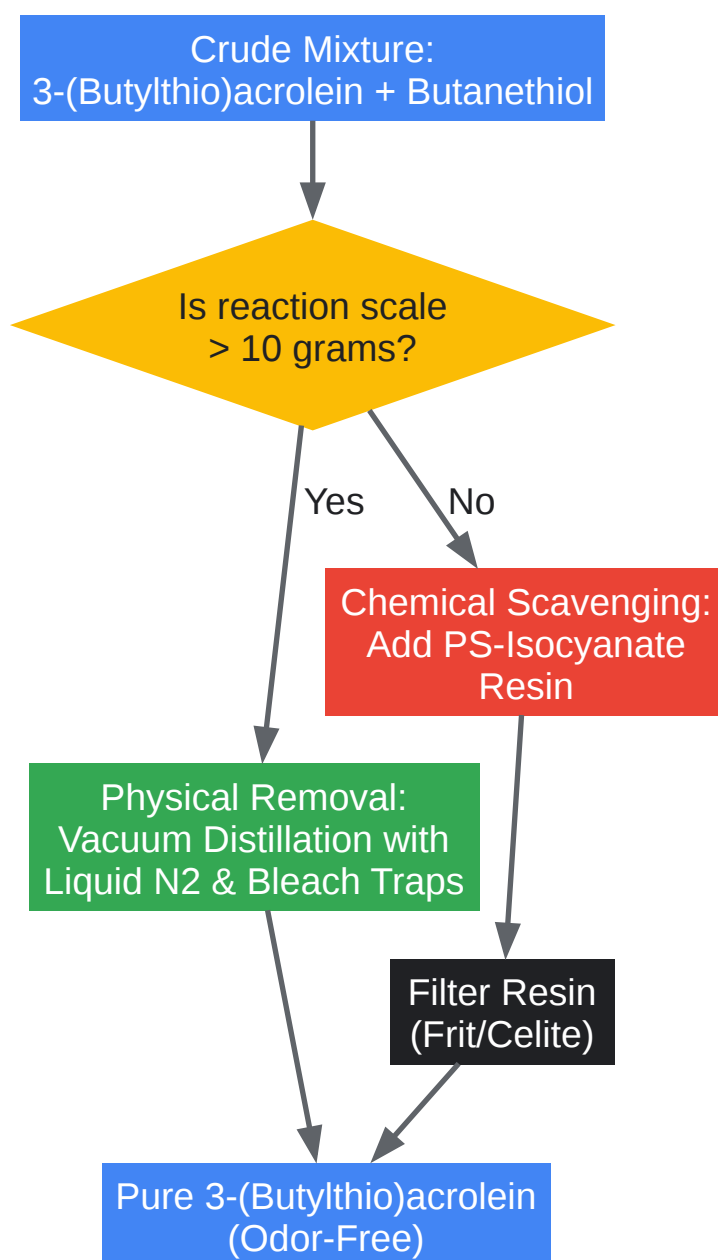 Crude Mixture:
3-(Butylthio)acrolein + Butanethiol
Is reaction scale
> 10 grams?
Yes
No
Chemical Scavenging:
Add PS-Isocyanate
Resin
Physical Removal:
Vacuum Distillation with
Liquid N2 & Bleach Traps
Filter Resin
(Frit/Celite)
Pure 3-(Butylthio)acrolein
(Odor-Free)